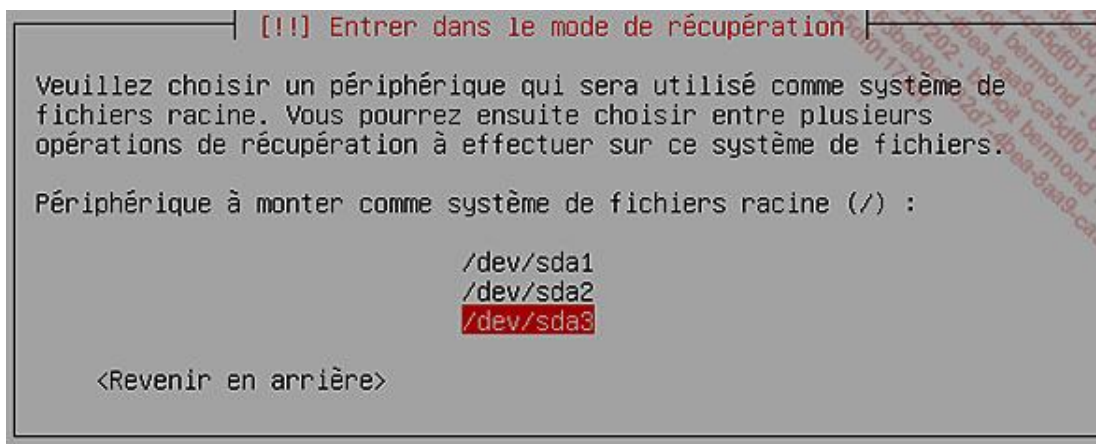 [!!] Entrer dans le mode de récupération
Veuillez choisir un périphérique qui sera utilisé comme système de
fichiers racine. Vous pourrez ensuite choisir entre plusieurs
opérations de récupération à effectuer sur ce système de fichiers.
Périphérique à monter comme système de fichiers racine (/) :
/dev/sda1
/dev/sda2
/dev/sda3
<Revenir en arrière>